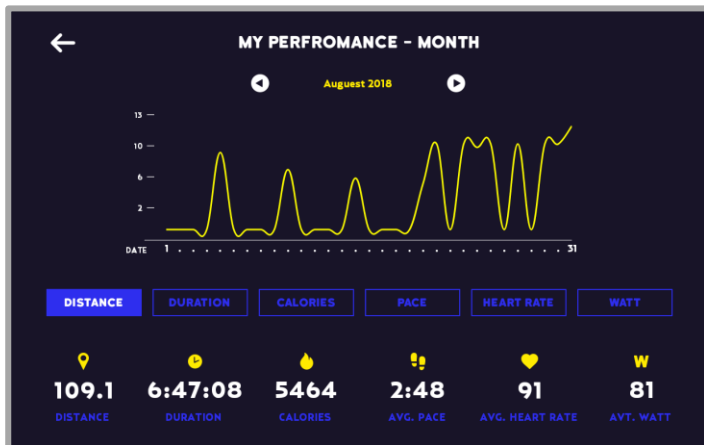 MY PERFROMANCE - MONTH
Auguest 2018
13
10
6
2
DATE 1 31
DISTANCE DURATION CALORIES PACE HEART RATE WATT
W
109.1 6:47:08 5464 2:48 91 81
DISTANCE DURATION CALORIES AVG. PACE AVG. HEART RATE AVT. WATT